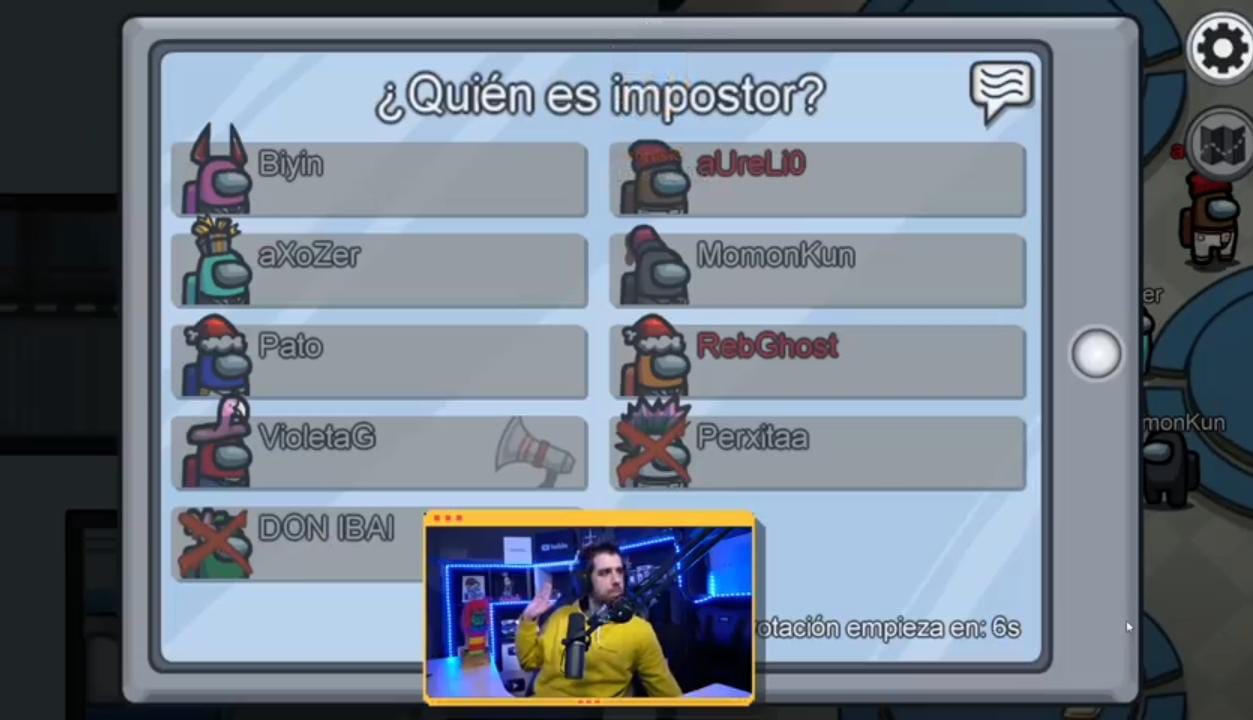 ¿Quién es impostor?
Biyin
aUreLi0
aXoZer
MomonKun
Pato
RebGhost
VioletaG
Perxitaa
DON IBAI
otación empieza en: 6s
a
er
monKun